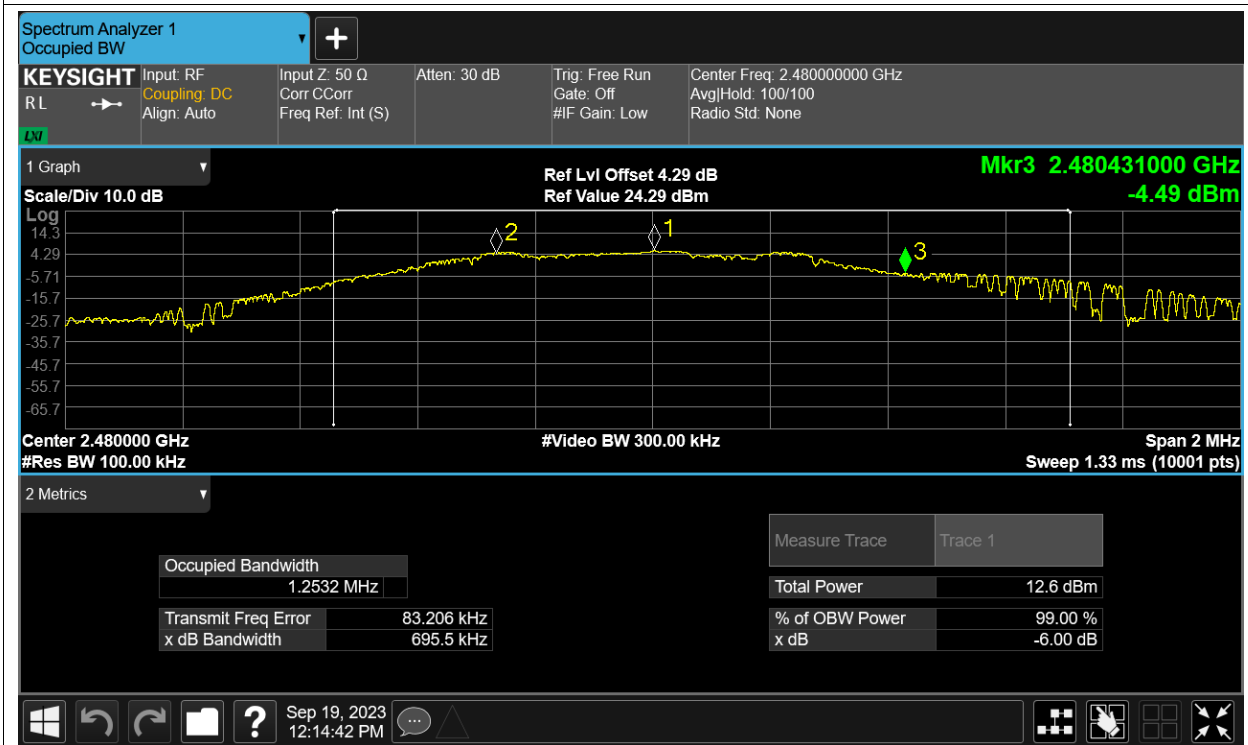 Spectrum Analyzer 1
Occupied BW
KEYSIGHT
RL
LXI
Input: RF
Coupling: DC
Align: Auto
Input Z: 50 Ω
Corr CCorr
Freq Ref: Int (S)
Atten: 30 dB
Trig: Free Run
Gate: Off
#IF Gain: Low
Center Freq: 2.480000000 GHz
Avg|Hold: 100/100
Radio Std: None
1 Graph
Scale/Div 10.0 dB
Ref Lvl Offset 4.29 dB
Ref Value 24.29 dBm
Mkr3 2.480431000 GHz
-4.49 dBm
Log
14.3
4.29
-5.71
-15.7
-25.7
-35.7
-45.7
-55.7
-65.7
2
1
3
Center 2.480000 GHz
#Res BW 100.00 kHz
#Video BW 300.00 kHz
Span 2 MHz
Sweep 1.33 ms (10001 pts)
2 Metrics
Measure Trace Trace 1
Occupied Bandwidth
1.2532 MHz
Total Power 12.6 dBm
Transmit Freq Error 83.206 kHz
% of OBW Power 99.00 %
x dB Bandwidth 695.5 kHz
x dB -6.00 dB
Sep 19, 2023
12:14:42 PM